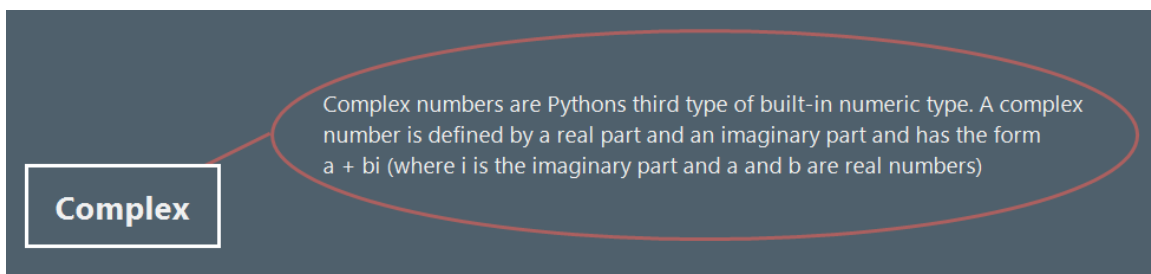 Complex numbers are Pythons third type of built-in numeric type. A complex
number is defined by a real part and an imaginary part and has the form
a + bi (where i is the imaginary part and a and b are real numbers)
Complex